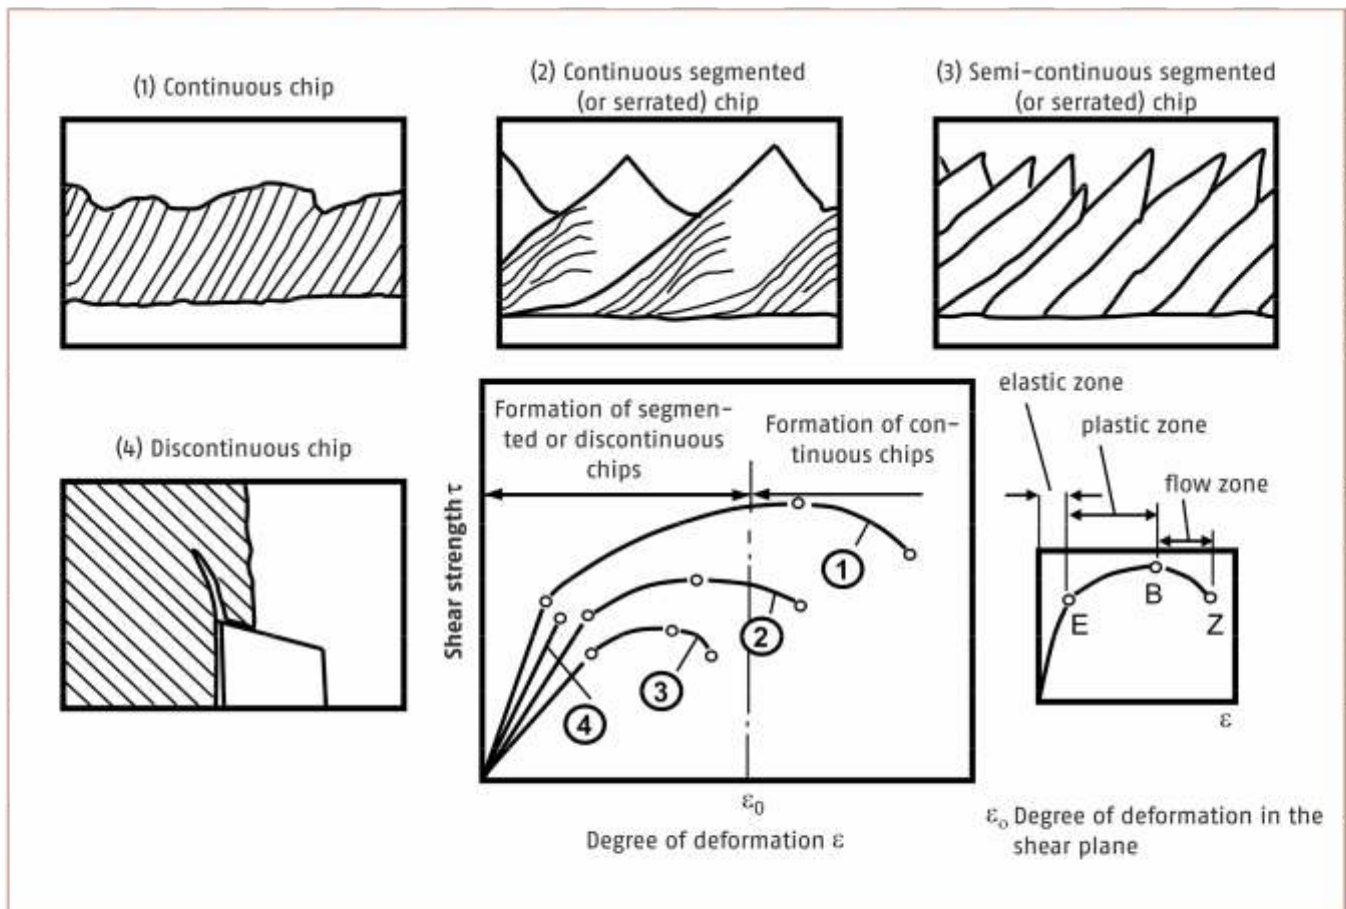 (1) Continuous chip
(2) Continuous segmented
(or serrated) chip
(3) Semi-continuous segmented
(or serrated) chip
(4) Discontinuous chip
Formation of segmen-
ted or discontinuous
chips
Formation of con-
tinuous chips
Shear strength τ
1
2
3
4
ε0
Degree of deformation ε
elastic zone
plastic zone
flow zone
E
B
Z
ε
εo Degree of deformation in the
shear plane